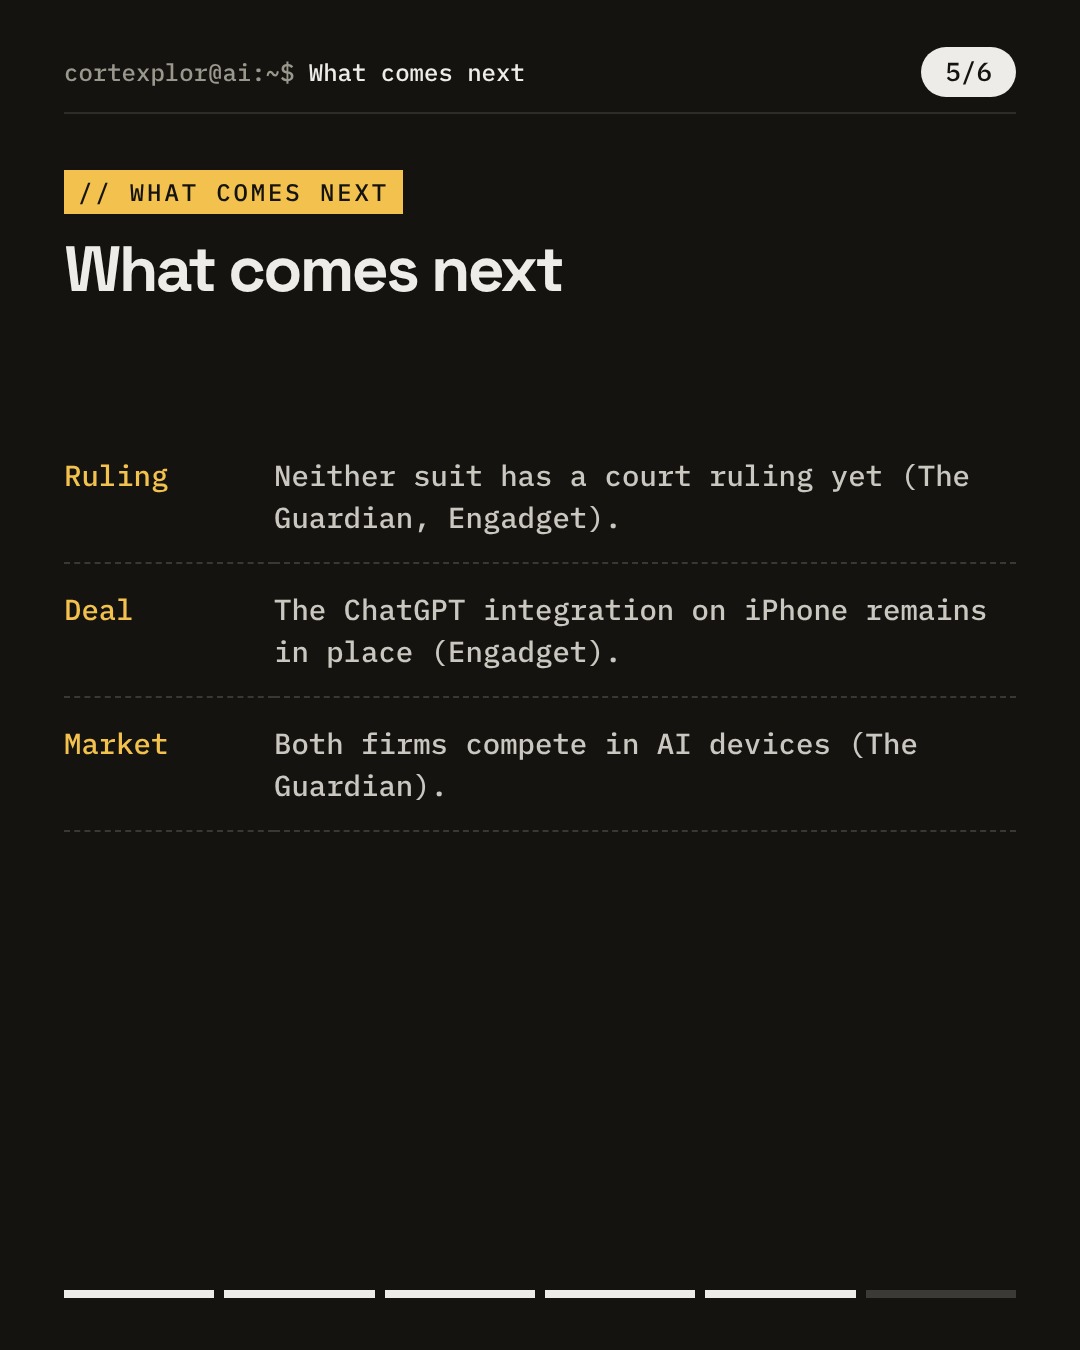 cortexplor@ai:~$ What comes next
5/6
// WHAT COMES NEXT
What comes next
Ruling
Neither suit has a court ruling yet (The
Guardian, Engadget).
Deal
The ChatGPT integration on iPhone remains
in place (Engadget).
Market
Both firms compete in AI devices (The
Guardian).